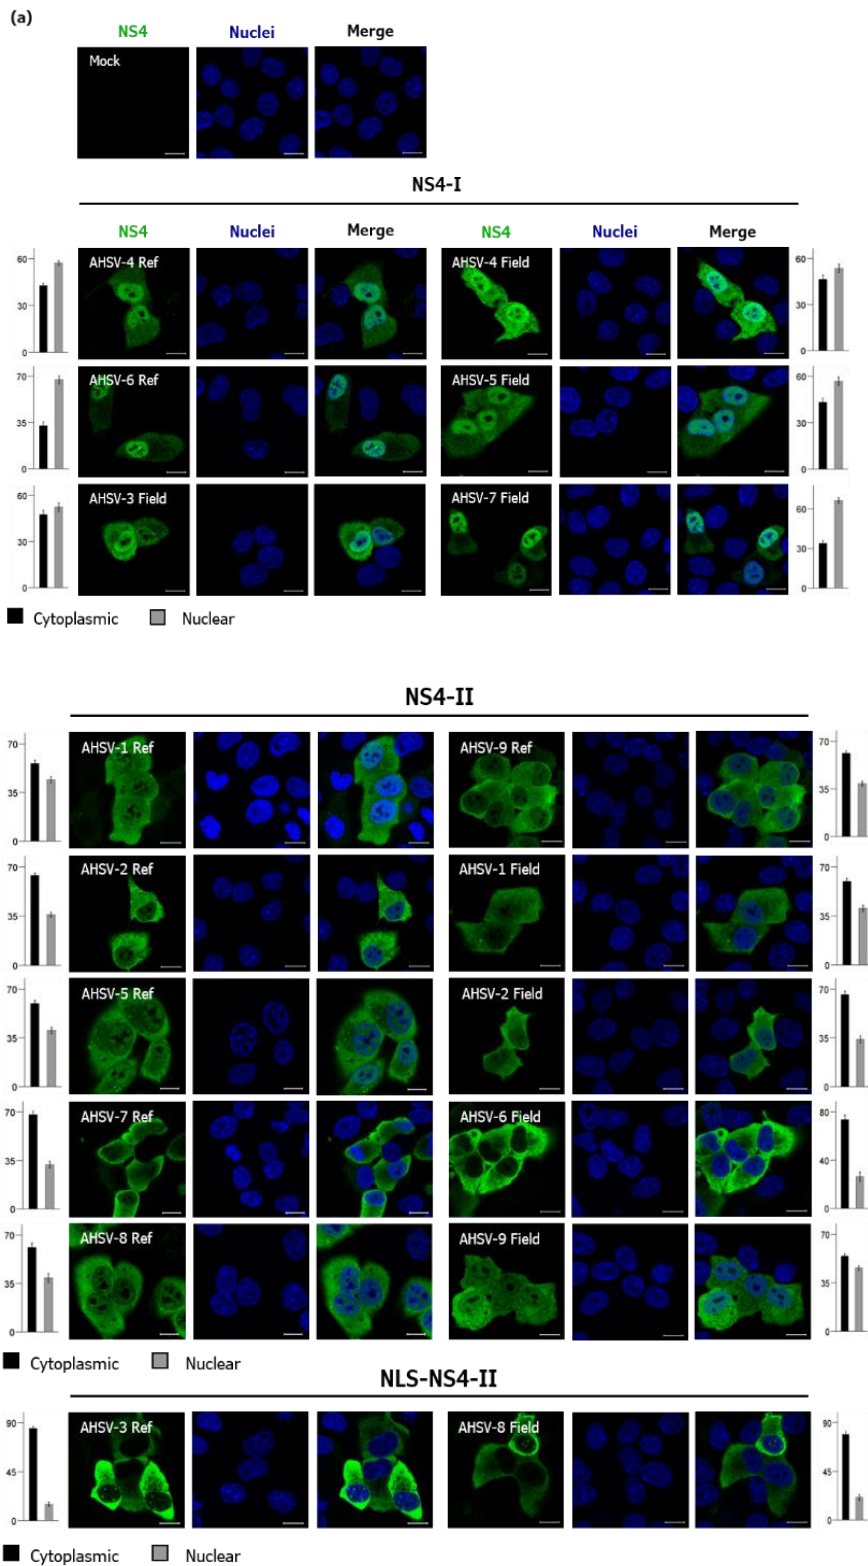 (a)
NS4 Nuclei Merge
Mock
NS4-I
NS4 Nuclei Merge NS4 Nuclei Merge
60 30 0 AHSV-4 Ref AHSV-4 Field 60 30 0
70 35 0 AHSV-6 Ref AHSV-5 Field 60 30 0
60 30 0 AHSV-3 Field AHSV-7 Field 60 30 0
Cytoplasmic Nuclear
NS4-II
70 35 0 AHSV-1 Ref AHSV-9 Ref 70 35 0
70 35 0 AHSV-2 Ref AHSV-1 Field 70 35 0
70 35 0 AHSV-5 Ref AHSV-2 Field 70 35 0
70 35 0 AHSV-7 Ref AHSV-6 Field 80 40 0
70 35 0 AHSV-8 Ref AHSV-9 Field 70 35 0
Cytoplasmic Nuclear
NLS-NS4-II
90 45 0 AHSV-3 Ref AHSV-8 Field 90 45 0
Cytoplasmic Nuclear